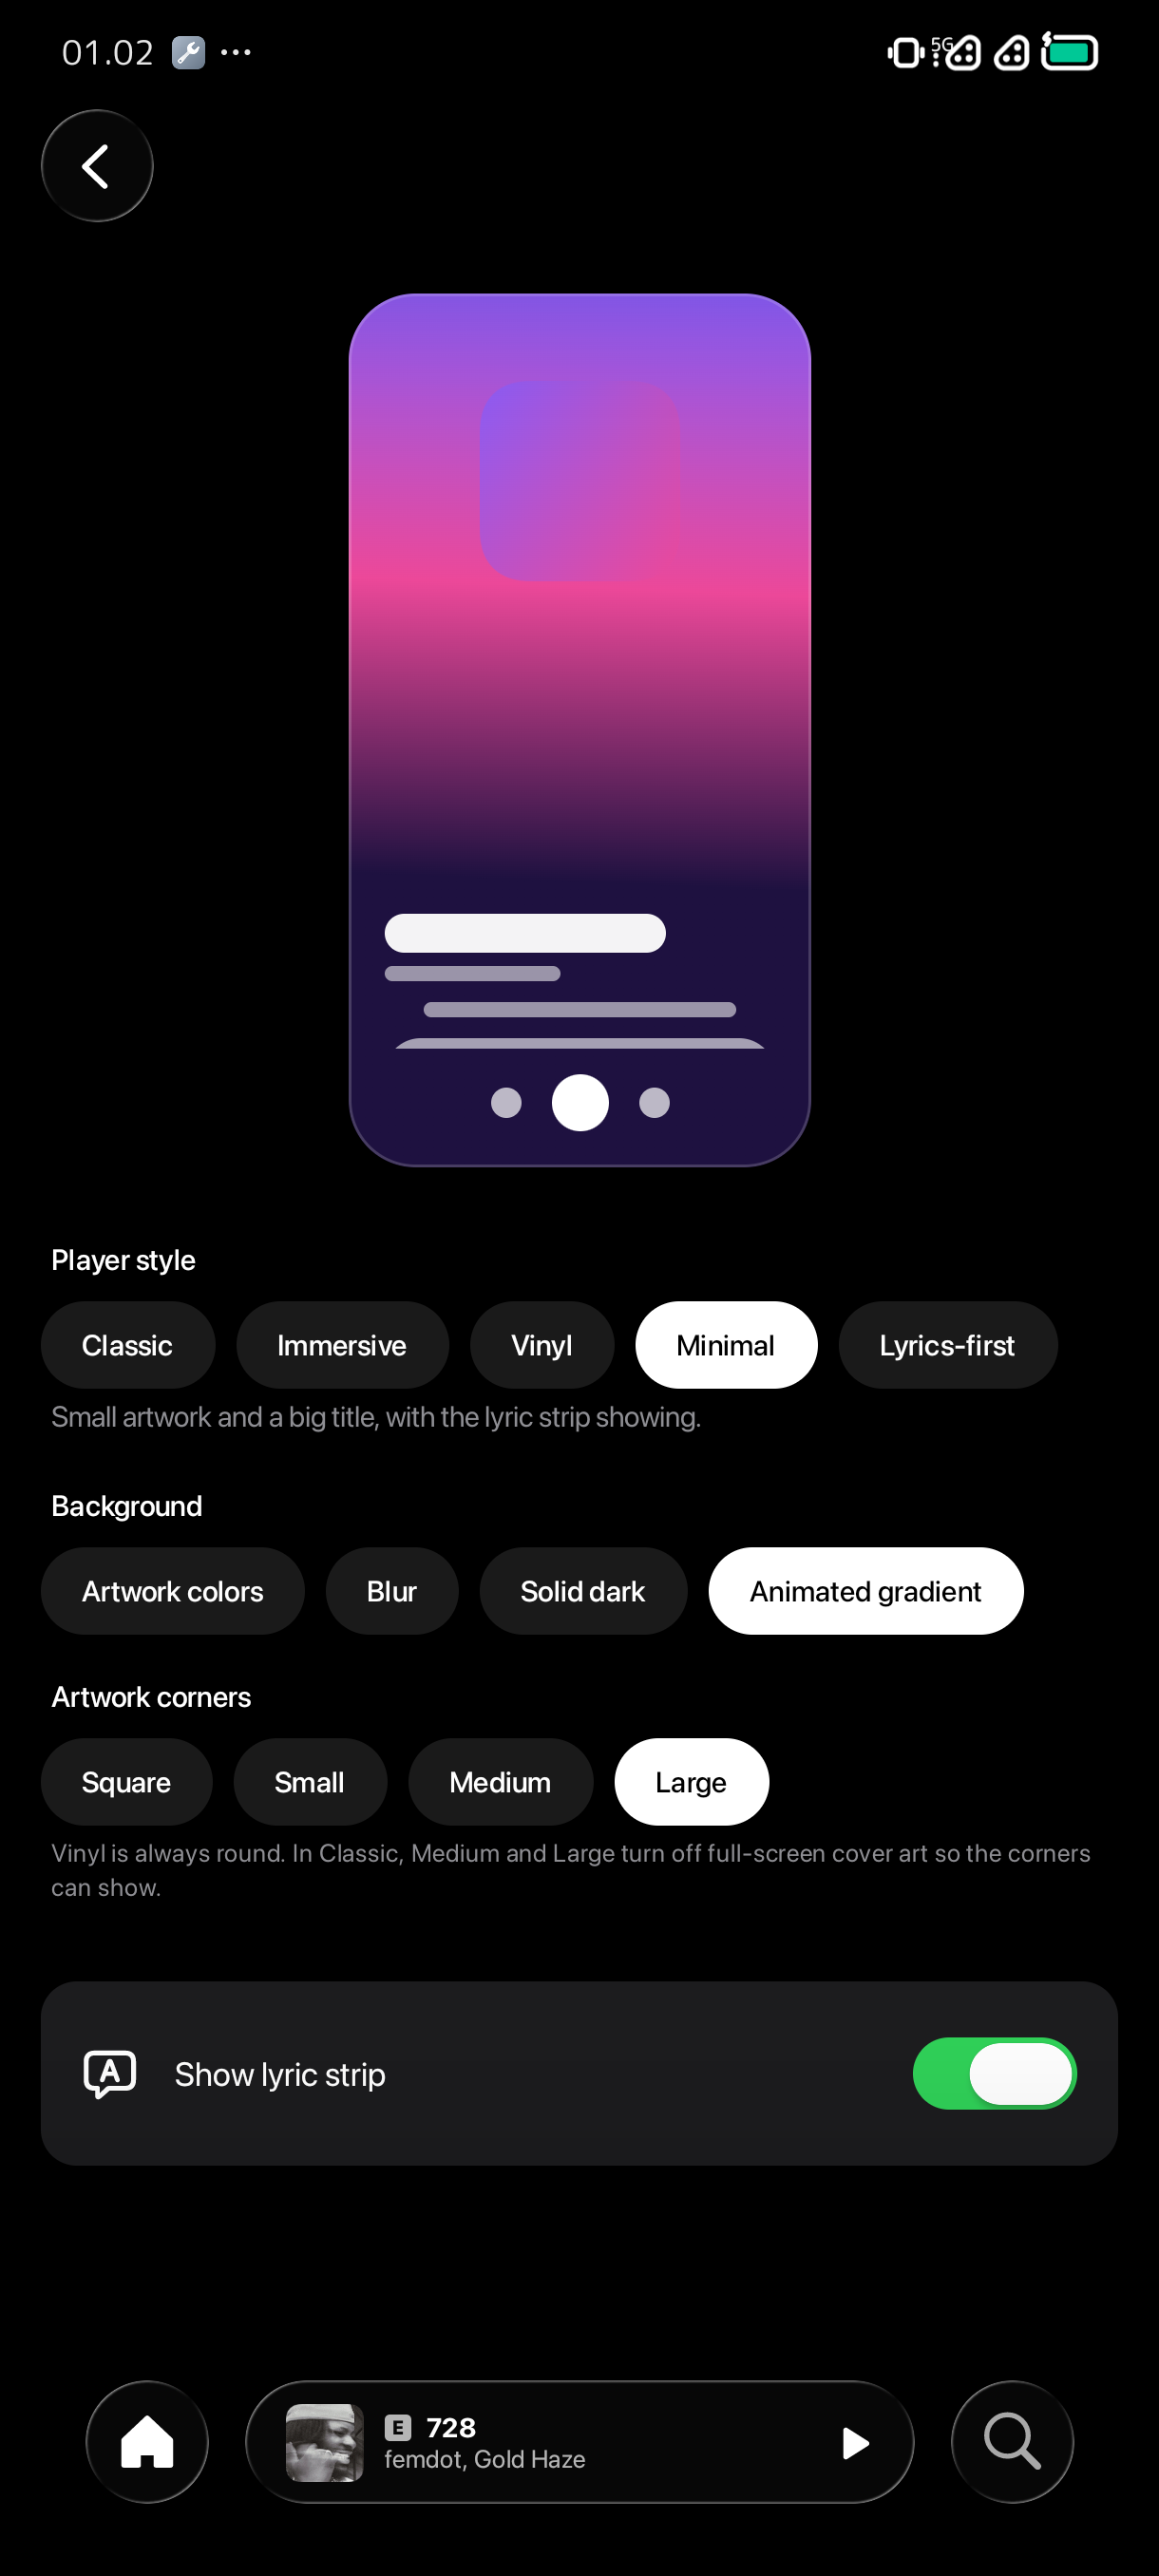 01.02
5G
Player style
Classic Immersive Vinyl Minimal Lyrics-first
Small artwork and a big title, with the lyric strip showing.
Background
Artwork colors Blur Solid dark Animated gradient
Artwork corners
Square Small Medium Large
Vinyl is always round. In Classic, Medium and Large turn off full-screen cover art so the corners
can show.
A Show lyric strip
E 728
femdot, Gold Haze